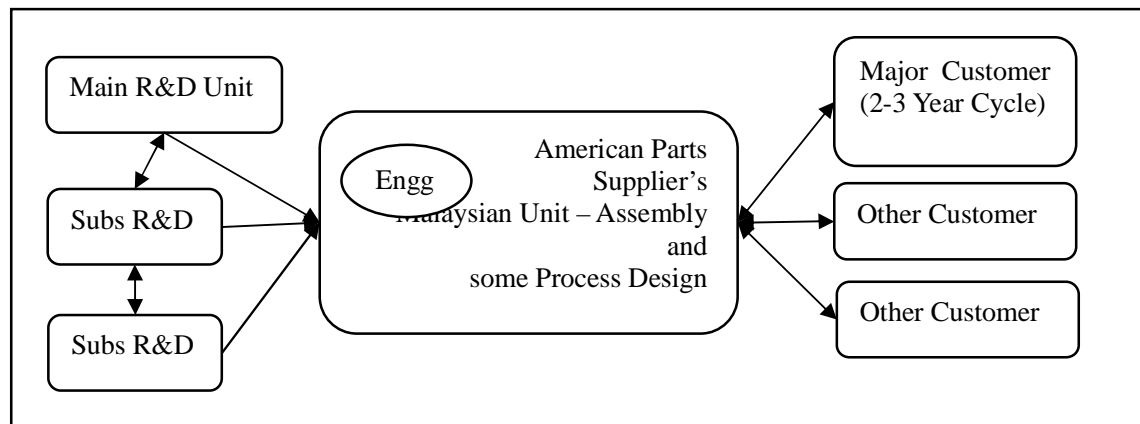 Main R&D Unit
Subs R&D
Subs R&D
Engg
American Parts
Supplier's
Malaysian Unit – Assembly
and
some Process Design
Major Customer
(2-3 Year Cycle)
Other Customer
Other Customer